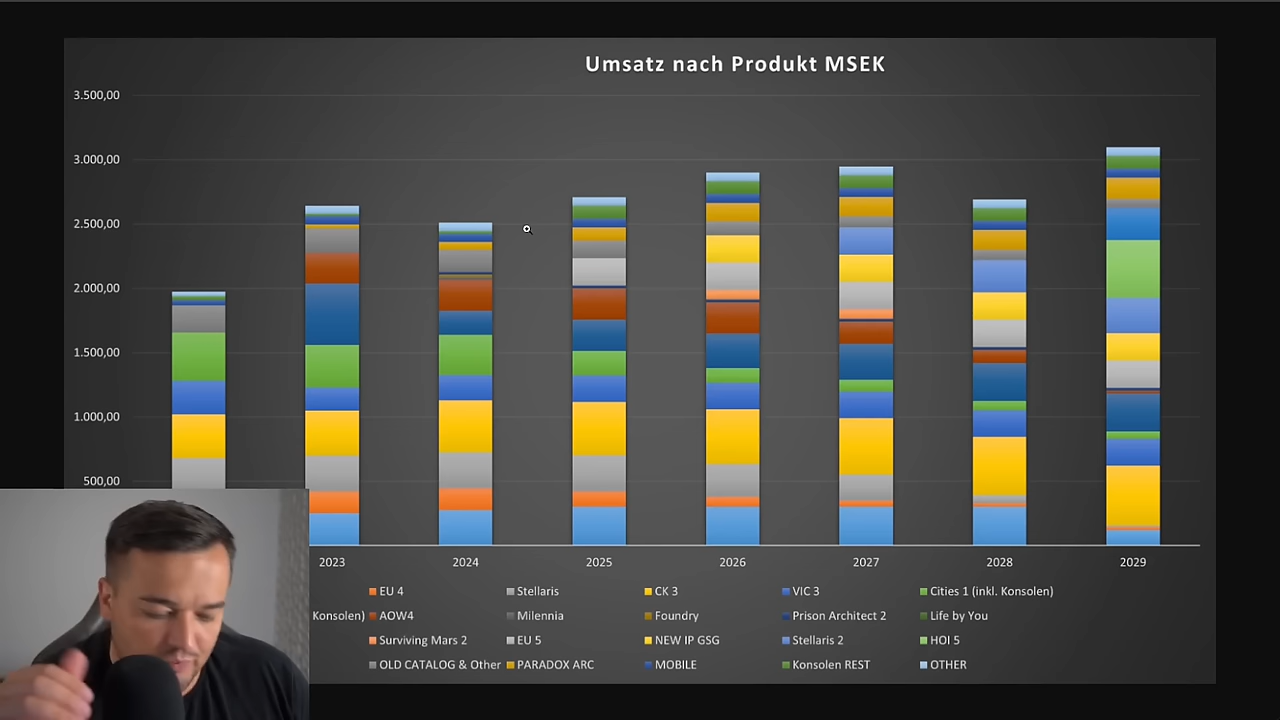 Umsatz nach Produkt MSEK
3.500,00
3.000,00
2.500,00
2.000,00
1.500,00
1.000,00
500,00
2023 2024 2025 2026 2027 2028 2029
EU 4 Stellaris CK 3 VIC 3 Cities 1 (inkl. Konsolen)
Konsolen) AOW4 Milennia Foundry Prison Architect 2 Life by You
Surviving Mars 2 EU 5 NEW IP GSG Stellaris 2 HOI 5
OLD CATALOG & Other PARADOX ARC MOBILE Konsolen REST OTHER